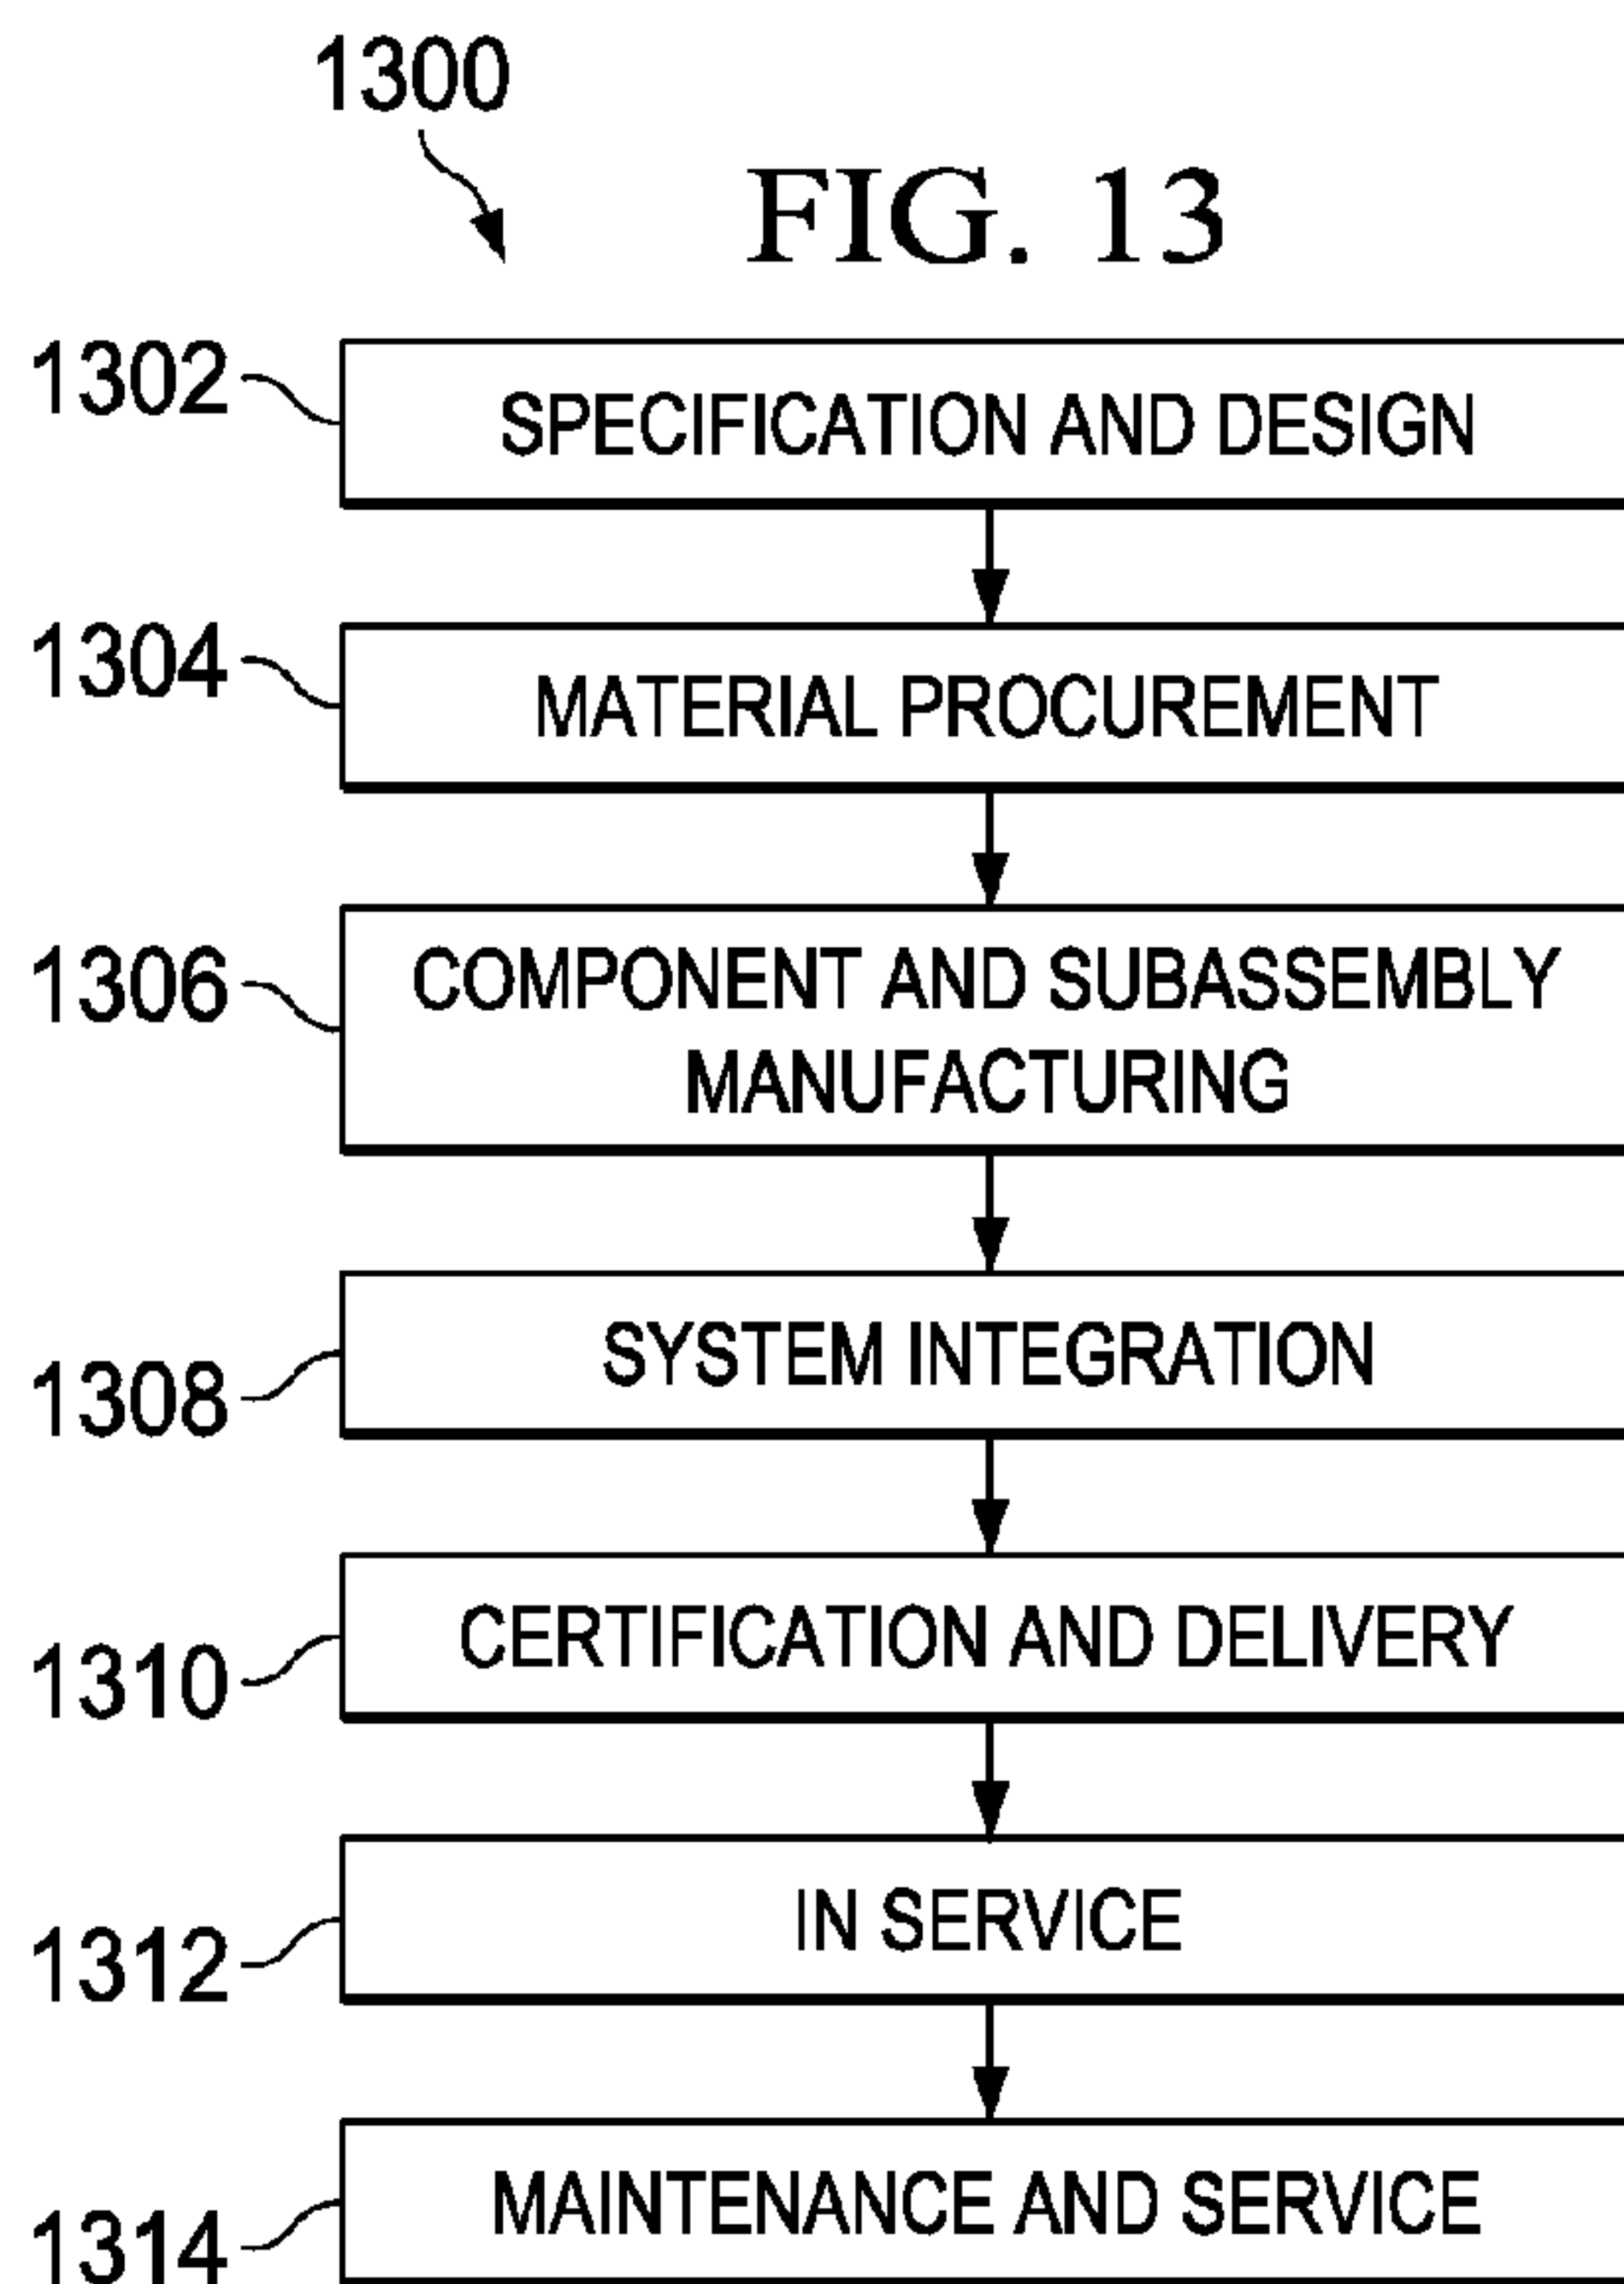 1300
FIG. 13
1302
SPECIFICATION AND DESIGN
1304
MATERIAL PROCUREMENT
1306
COMPONENT AND SUBASSEMBLY
MANUFACTURING
1308
SYSTEM INTEGRATION
1310
CERTIFICATION AND DELIVERY
1312
IN SERVICE
1314
MAINTENANCE AND SERVICE